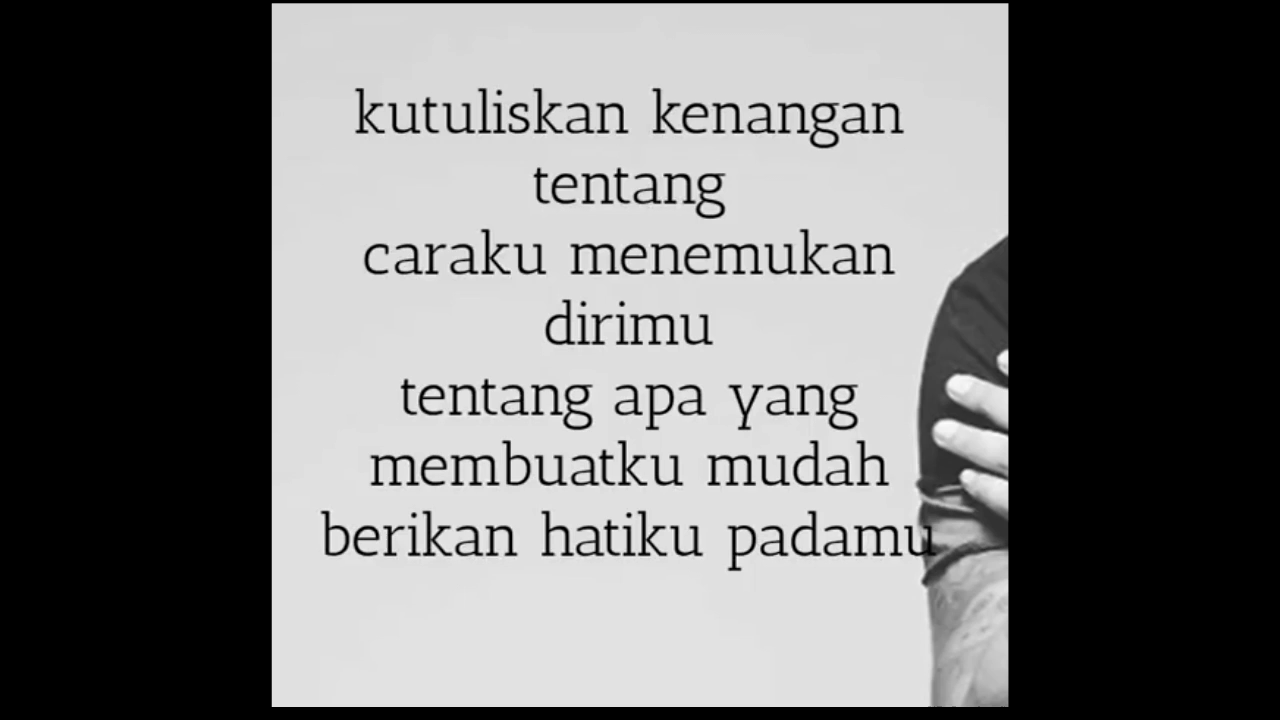 kutuliskan kenangan
tentang
caraku menemukan
dirimu
tentang apa yang
membuatku mudah
berikan hatiku padamu